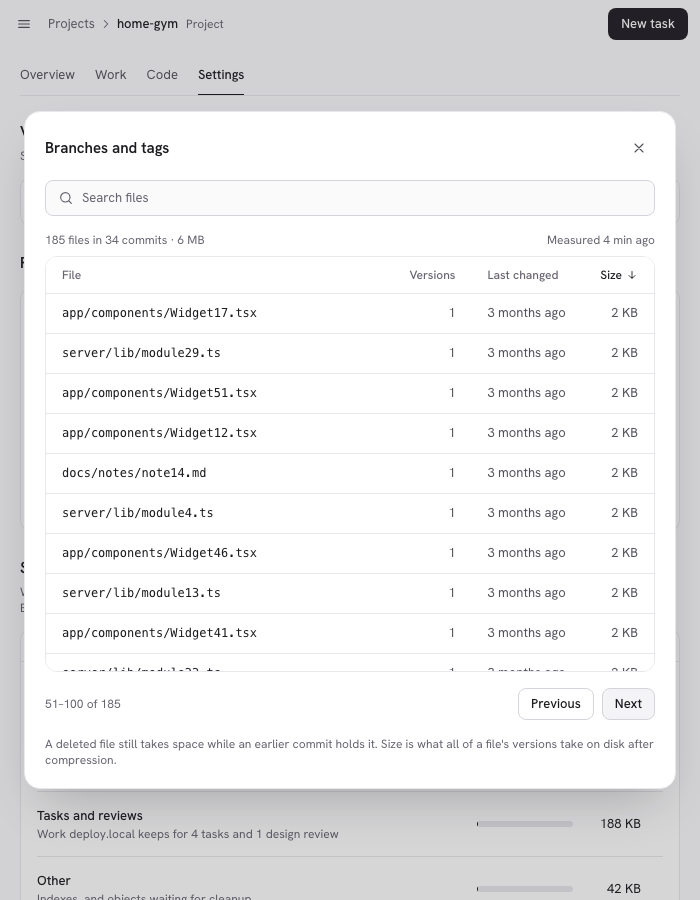 Projects > home-gym Project
New task
Overview Work Code Settings
Branches and tags
Search files
185 files in 34 commits · 6 MB
Measured 4 min ago
File Versions Last changed Size ↓
app/components/Widget17.tsx 1 3 months ago 2 KB
server/lib/module29.ts 1 3 months ago 2 KB
app/components/Widget51.tsx 1 3 months ago 2 KB
app/components/Widget12.tsx 1 3 months ago 2 KB
docs/notes/note14.md 1 3 months ago 2 KB
server/lib/module4.ts 1 3 months ago 2 KB
app/components/Widget46.tsx 1 3 months ago 2 KB
server/lib/module13.ts 1 3 months ago 2 KB
app/components/Widget41.tsx 1 3 months ago 2 KB
51–100 of 185
Previous
Next
A deleted file still takes space while an earlier commit holds it. Size is what all of a file's versions take on disk after
compression.
Tasks and reviews
Work deploy.local keeps for 4 tasks and 1 design review
188 KB
Other
Indexes, and objects waiting for cleanup
42 KB